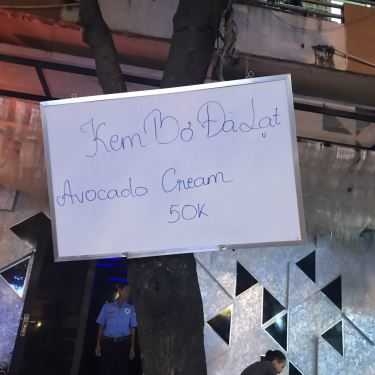 Kem Bơ Đà Lạt
Avocado Cream
50K